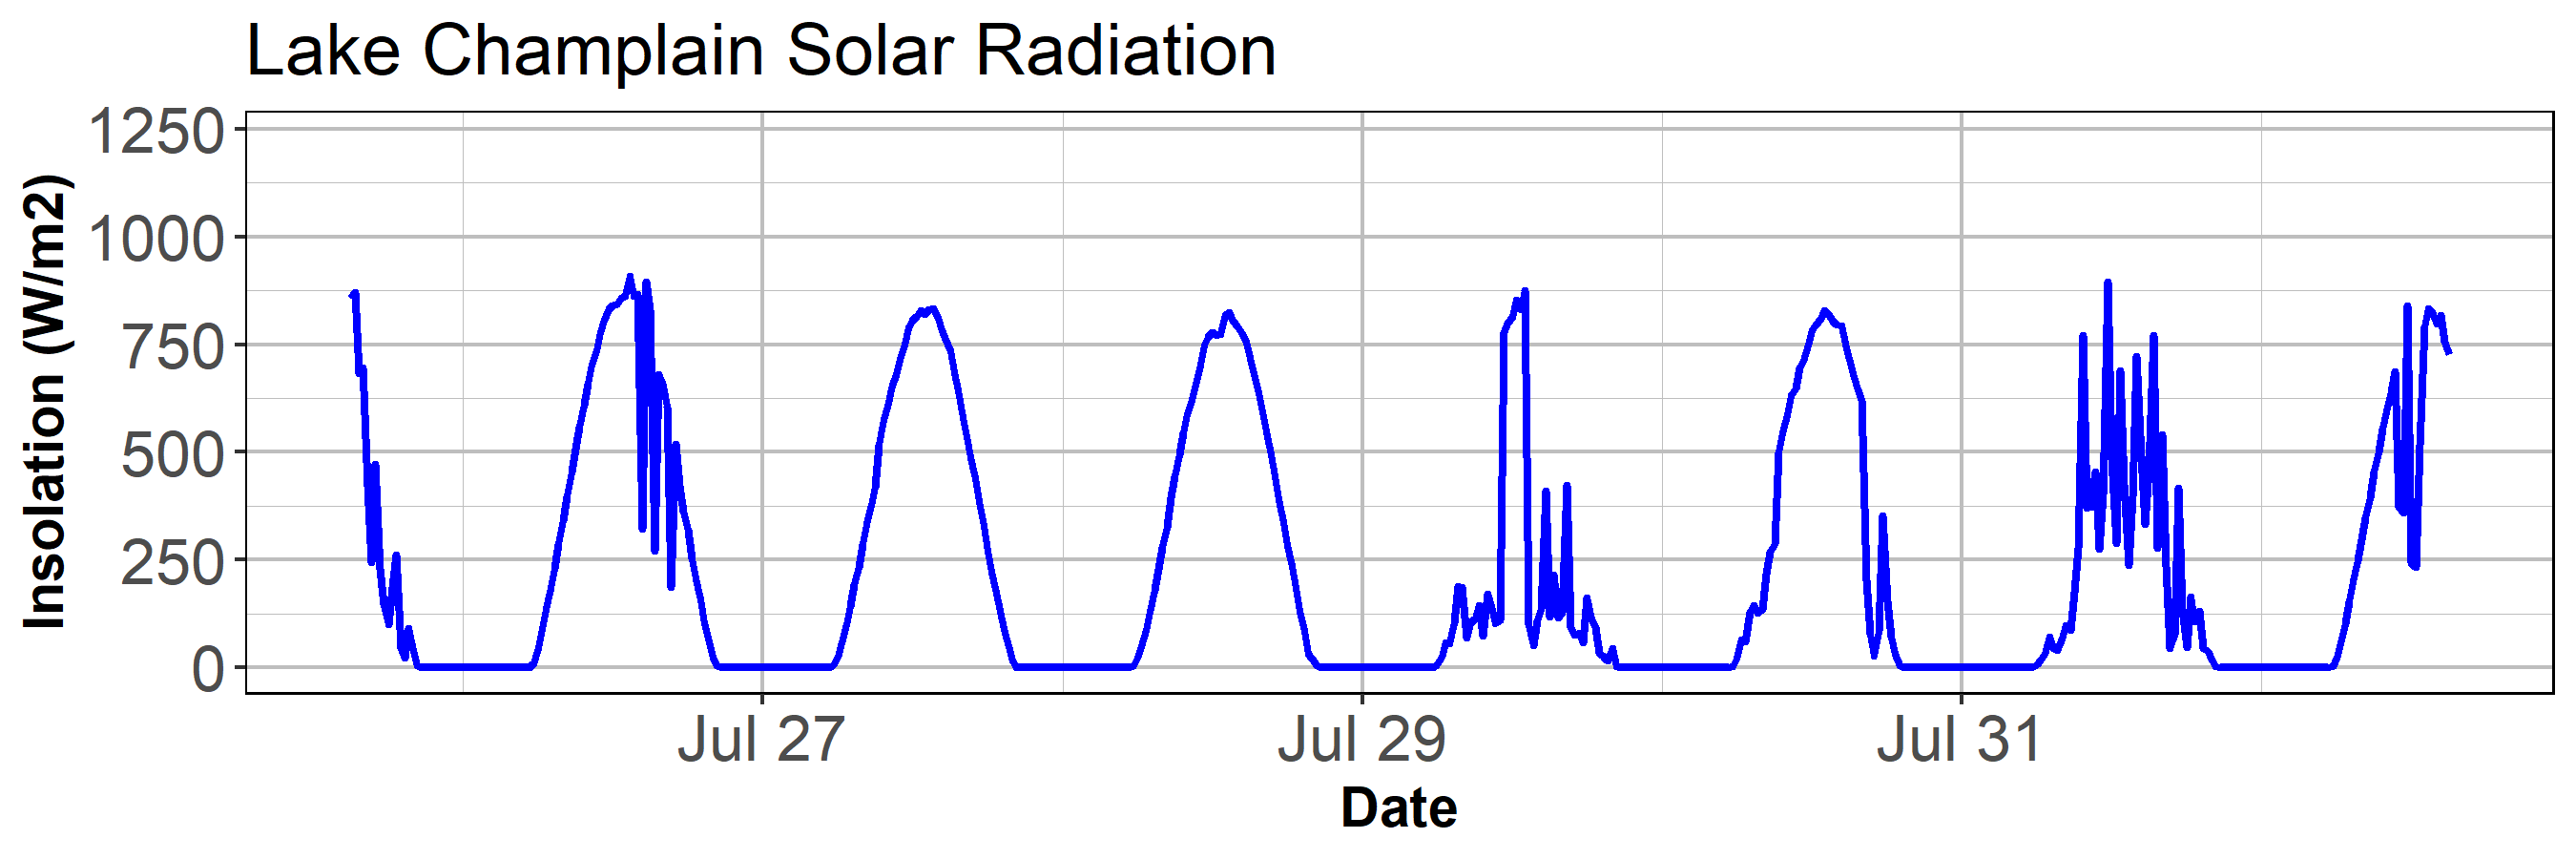 Lake Champlain Solar Radiation
Insolation (W/m2)
1250
1000
750
500
250
0
Jul 27
Jul 29
Jul 31
Date